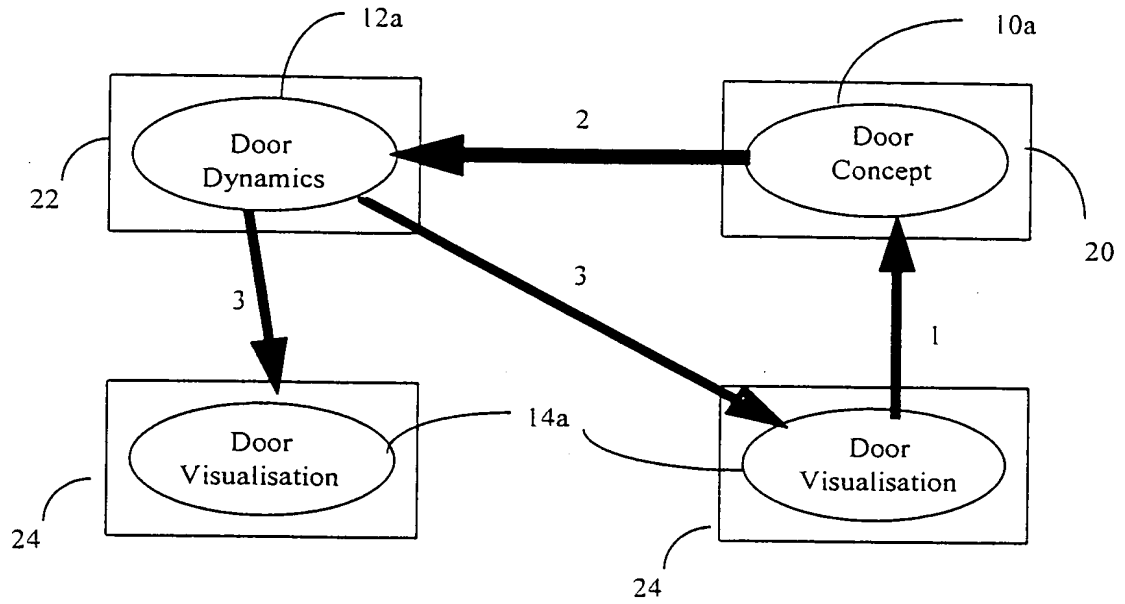 12a
10a
Door
Dynamics
2
Door
Concept
22
20
3
3
1
Door
Visualisation
14a
Door
Visualisation
24
24